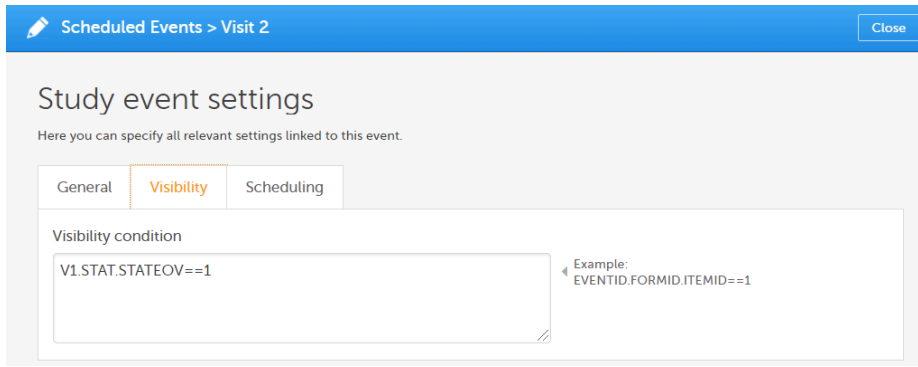 Scheduled Events > Visit 2
Close
Study event settings
Here you can specify all relevant settings linked to this event.
General
Visibility
Scheduling
Visibility condition
V1.STAT.STATEOV==1
Example:
EVENTID.FORMID.ITEMID==1